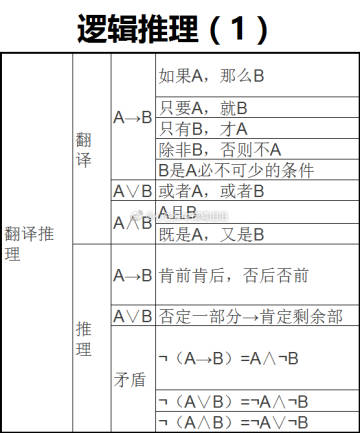 逻辑推理（1）
翻译推理
翻译
A→B
如果A，那么B
只要A，就B
只有B，才A
除非B，否则不A
B是A必不可少的条件
A∨B
或者A，或者B
A∧B
A且B
既是A，又是B
推理
A→B
肯前肯后，否后否前
A∨B
否定一部分→肯定剩余部
矛盾
¬（A→B）=A∧¬B
¬（A∨B）=¬A∧¬B
¬（A∧B）=¬A∨¬B